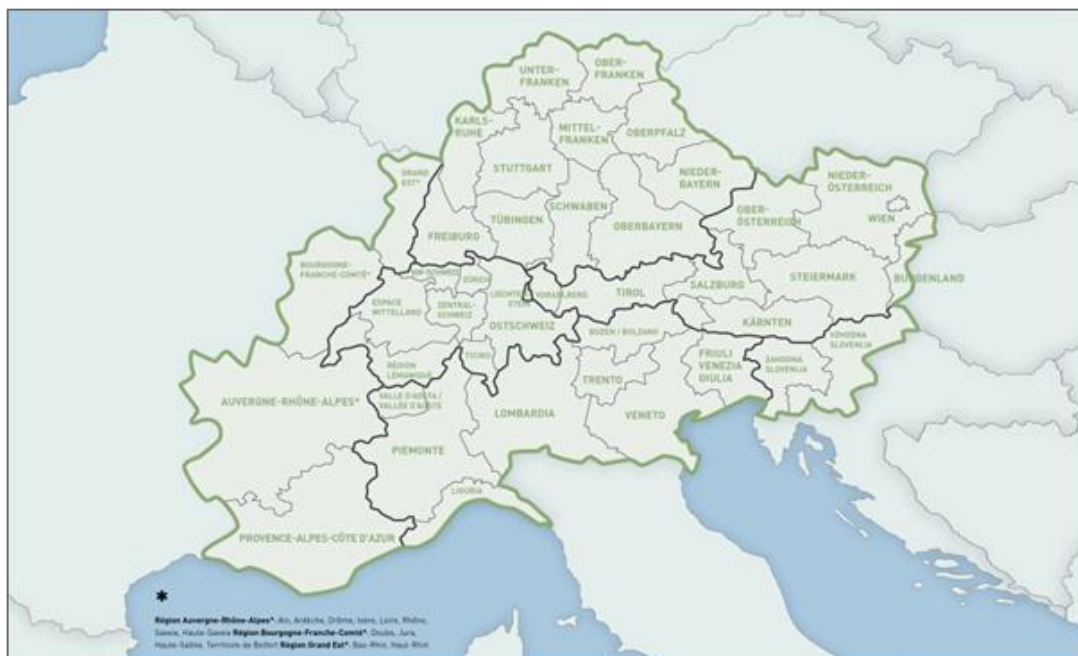 UNTER-
FRANKEN
OBER-
FRANKEN
KARLS-
RUHE
MITTEL-
FRANKEN
OBERPFALZ
GRAND
EST*
STUTTGART
NIEDER-
BAYERN
NIEDER-
ÖSTERREICH
TÜBINGEN
SCHWABEN
OBERBAYERN
OBER-
ÖSTERREICH
WIEN
FREIBURG
BOURGOGNE-
FRANCHE-COMTÉ*
ZÜRICH
LIECHTEN-
STEIN
VORARLBERG
TIROL
SALZBURG
STEIERMARK
BURGENLAND
ESPACE
MITTELLAND
ZENTRAL-
SCHWEIZ
OSTSCHWEIZ
BOZEN / BOLZANO
KÄRNTEN
VZHODNA
SLOVENIJA
RÉGION
LÉMANIQUE
TICINO
TRENTO
FRIULI
VENEZIA
GIULIA
ZAHODNA
SLOVENIJA
AUVERGNE-RHÔNE-ALPES*
VALLE D'AOSTA /
VALLÉE D'AOSTE
LOMBARDIA
VENETO
PIEMONTE
LIGURIA
PROVENCE-ALPES-CÔTE D'AZUR
*
Région Auvergne-Rhône-Alpes*: Ain, Ardèche, Drôme, Isère, Loire, Rhône,
Savoie, Haute-Savoie Région Bourgogne-Franche-Comté*: Doubs, Jura,
Haute-Saône, Territoire de Belfort Région Grand Est*: Bas-Rhin, Haut-Rhin